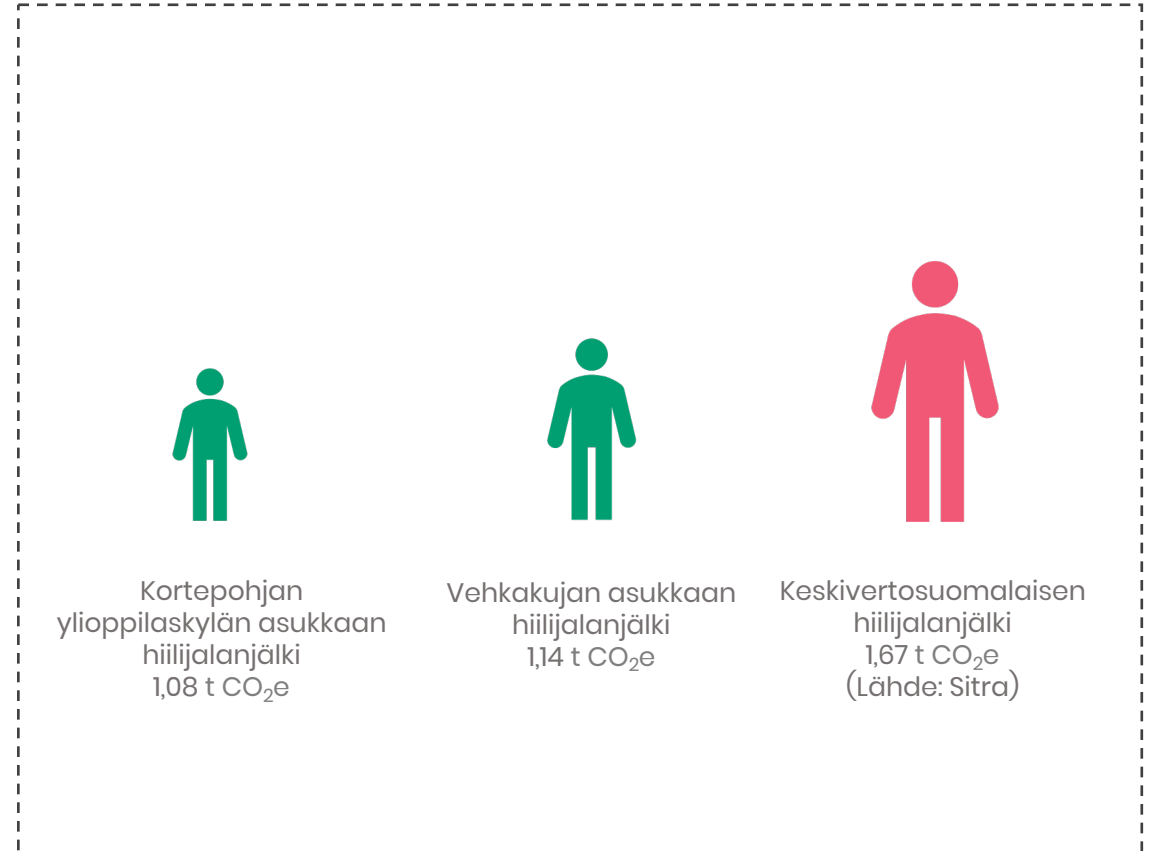 Kortepohjan
ylioppilaskylän asukkaan
hiilijalanjälki
1,08 t CO₂e
Vehkakujan asukkaan
hiilijalanjälki
1,14 t CO₂e
Keskivertosuomalaisen
hiilijalanjälki
1,67 t CO₂e
(Lähde: Sitra)